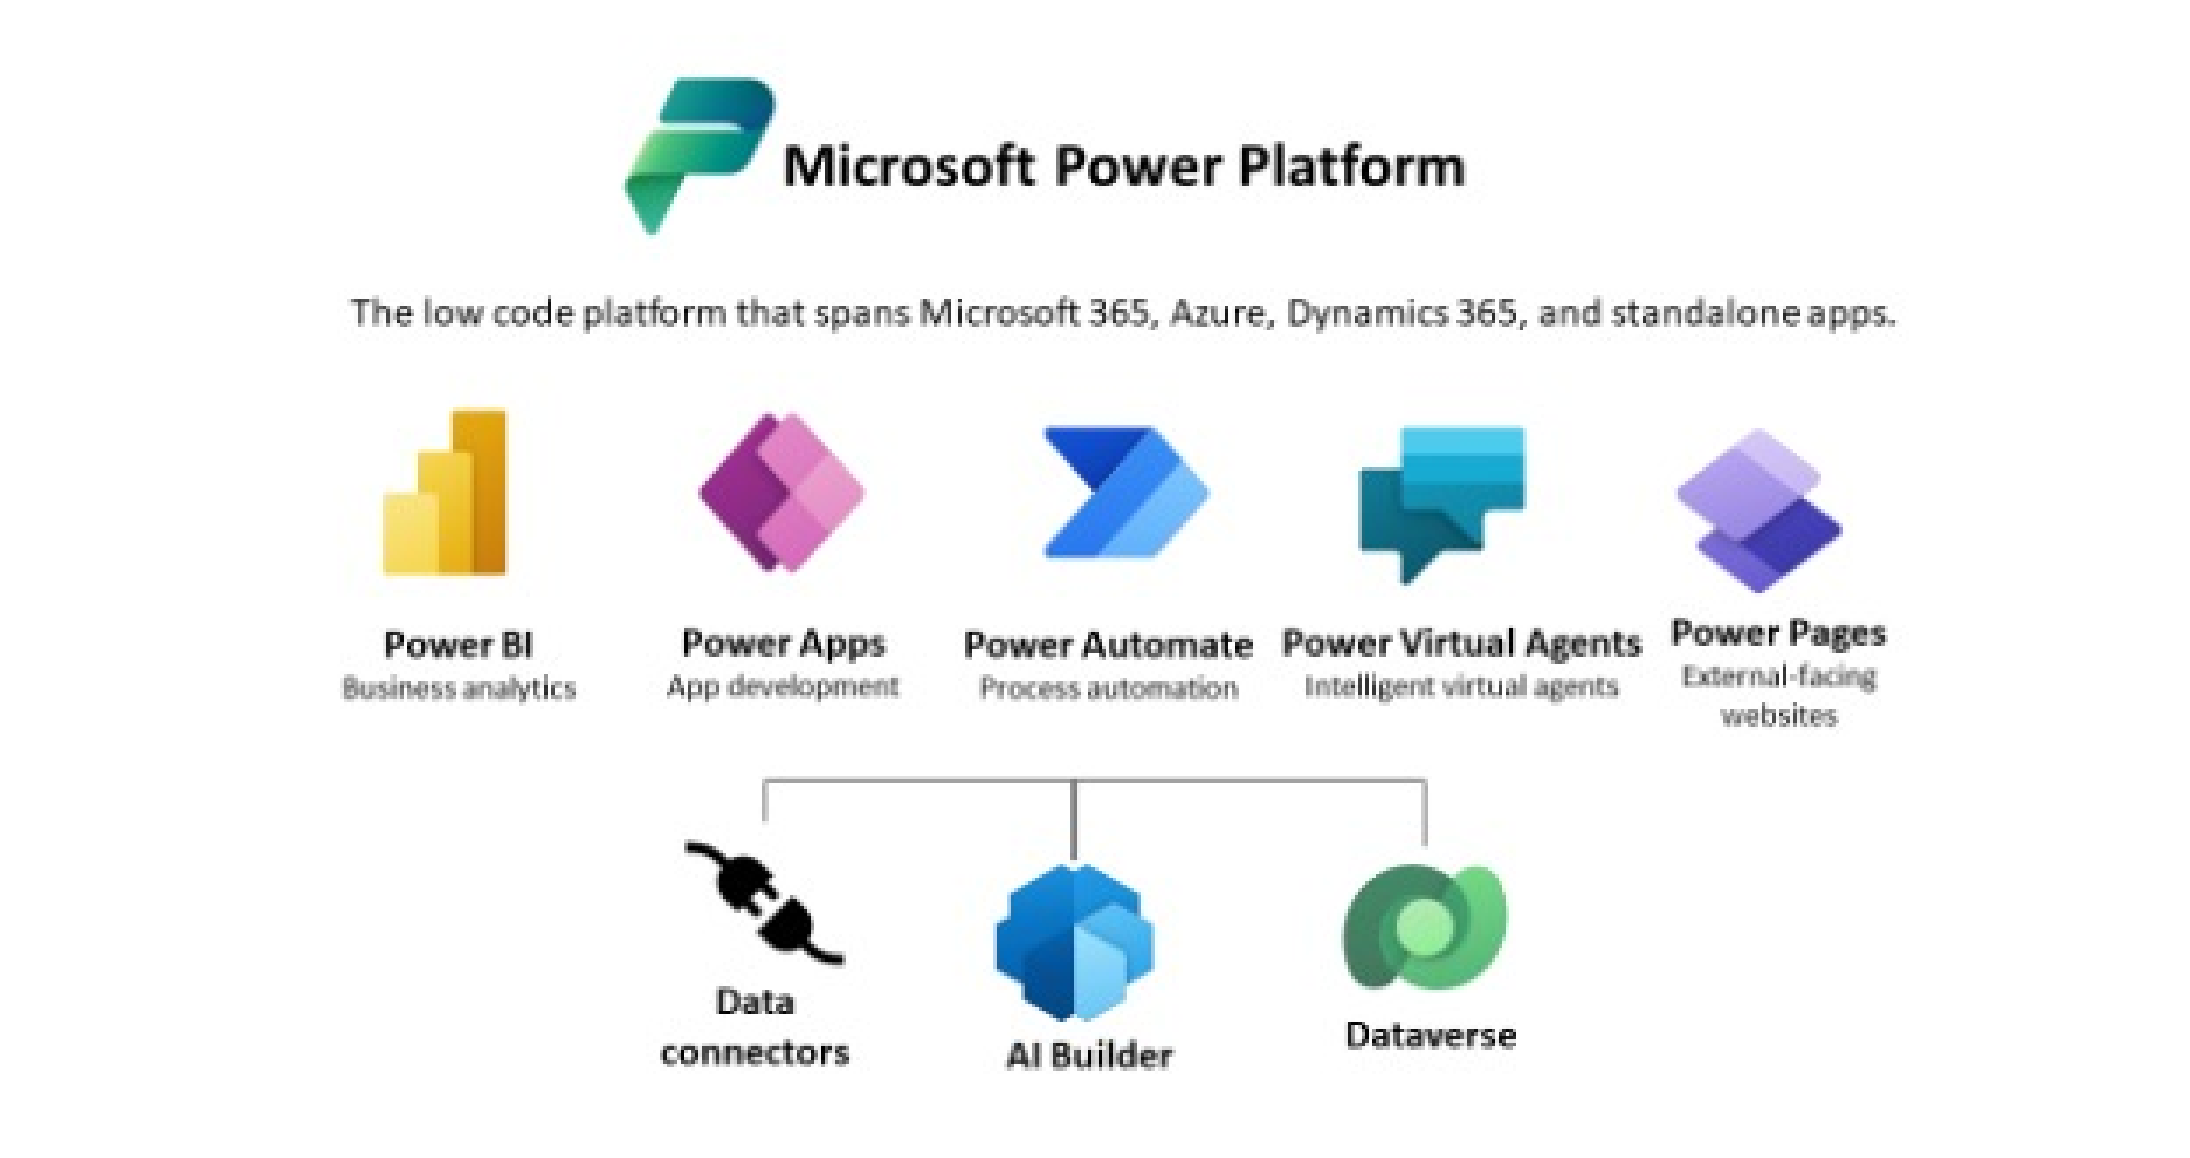 Microsoft Power Platform
The low code platform that spans Microsoft 365, Azure, Dynamics 365, and standalone apps.
Power BI
Business analytics
Power Apps
App development
Power Automate
Process automation
Power Virtual Agents
Intelligent virtual agents
Power Pages
External-facing
websites
Data
connectors
AI Builder
Dataverse